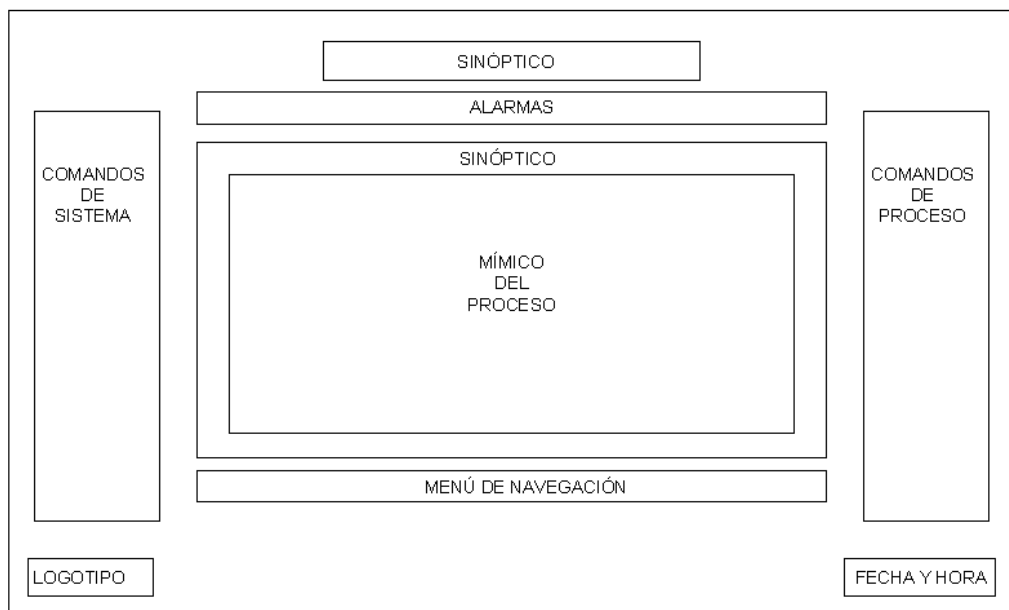 SINÓPTICO
ALARMAS
COMANDOS
DE
SISTEMA
SINÓPTICO
MÍMICO
DEL
PROCESO
COMANDOS
DE
PROCESO
MENÚ DE NAVEGACIÓN
LOGOTIPO
FECHA Y HORA